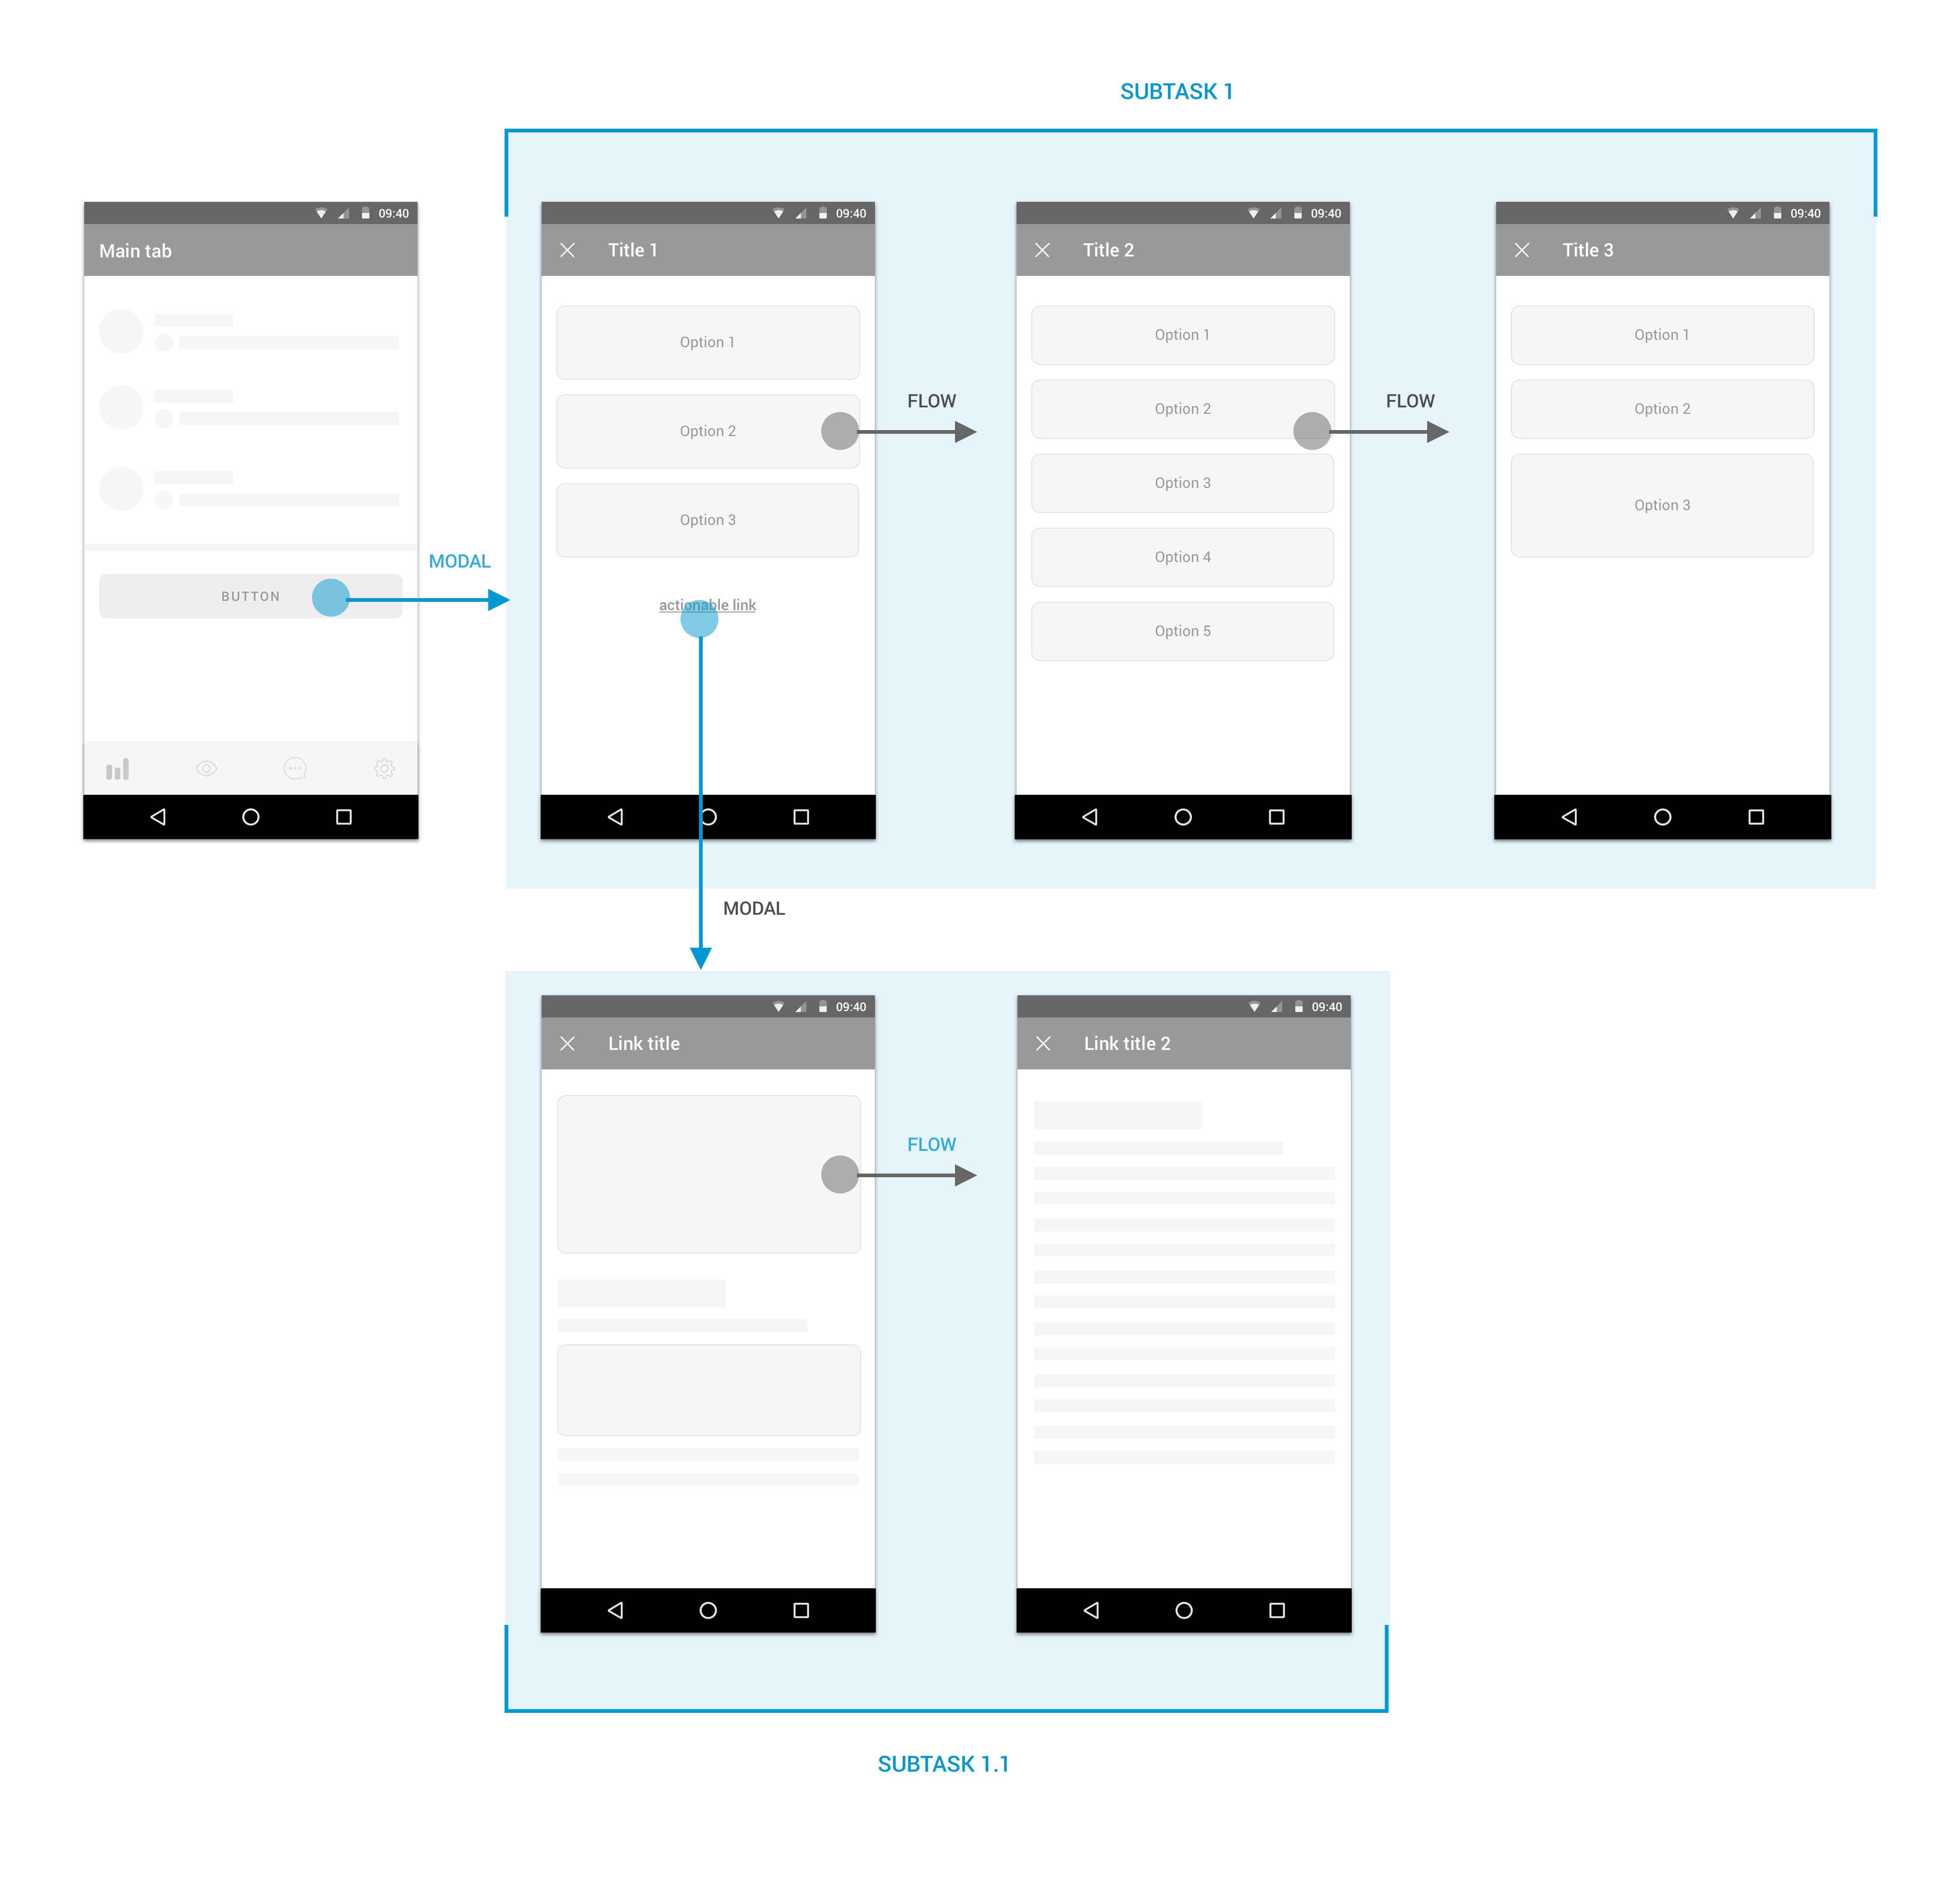 SUBTASK 1
09:40
Main tab
BUTTON
MODAL
09:40
Title 1
Option 1
Option 2
Option 3
actionable link
FLOW
09:40
Title 2
Option 1
Option 2
Option 3
Option 4
Option 5
FLOW
09:40
Title 3
Option 1
Option 2
Option 3
MODAL
09:40
Link title
FLOW
09:40
Link title 2
SUBTASK 1.1